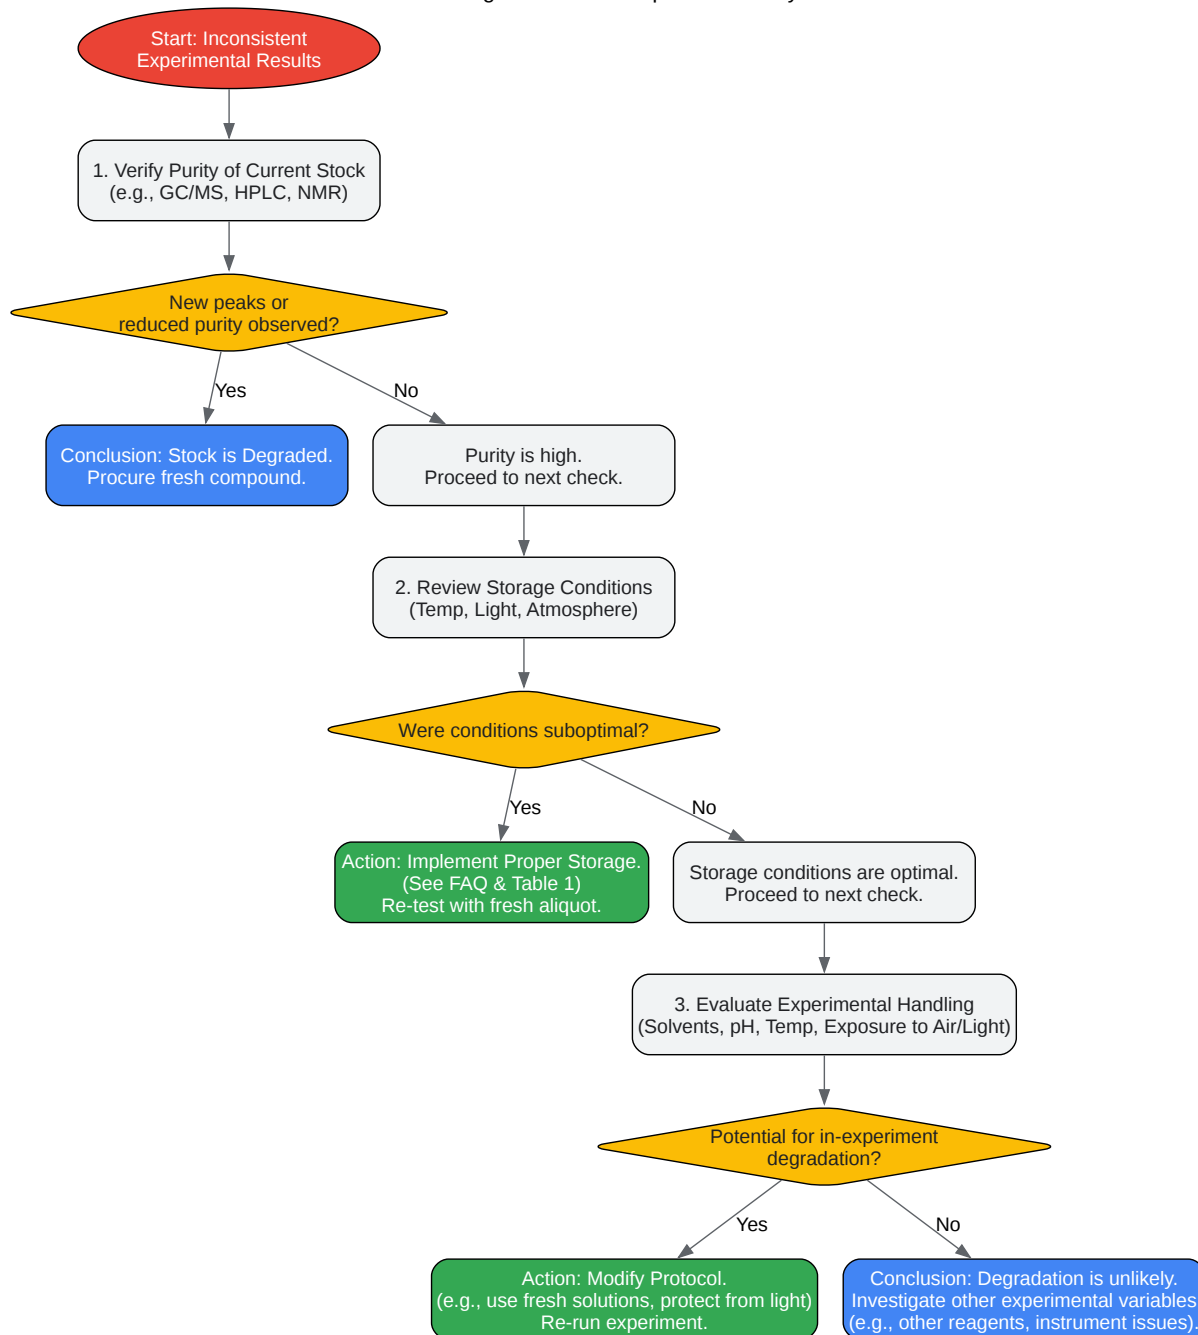 Start: Inconsistent
Experimental Results
1. Verify Purity of Current Stock
(e.g., GC/MS, HPLC, NMR)
New peaks or
reduced purity observed?
Yes
No
Conclusion: Stock is Degraded.
Procure fresh compound.
Purity is high.
Proceed to next check.
2. Review Storage Conditions
(Temp, Light, Atmosphere)
Were conditions suboptimal?
Yes
No
Action: Implement Proper Storage.
(See FAQ & Table 1)
Re-test with fresh aliquot.
Storage conditions are optimal.
Proceed to next check.
3. Evaluate Experimental Handling
(Solvents, pH, Temp, Exposure to Air/Light)
Potential for in-experiment
degradation?
Yes
No
Action: Modify Protocol.
(e.g., use fresh solutions, protect from light)
Re-run experiment.
Conclusion: Degradation is unlikely.
Investigate other experimental variables
(e.g., other reagents, instrument issues).